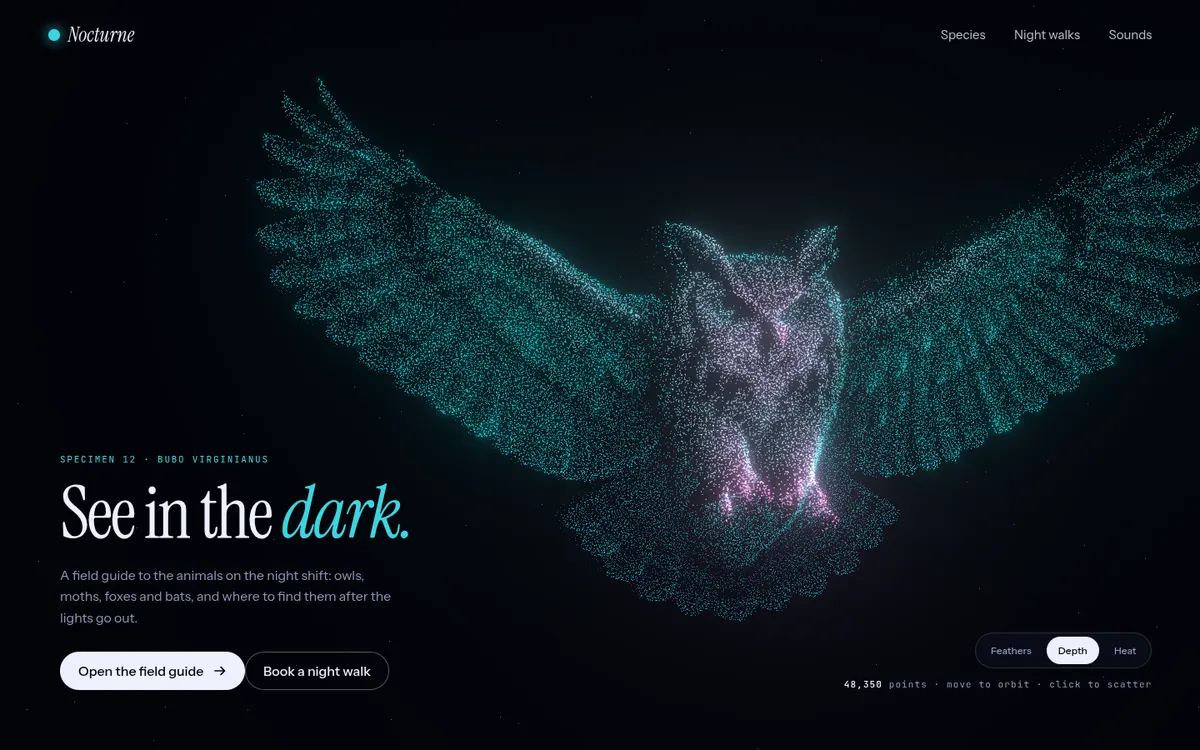 Nocturne
Species
Night walks
Sounds
SPECIMEN 12 · BUBO VIRGINIANUS
See in the dark.
A field guide to the animals on the night shift: owls,
moths, foxes and bats, and where to find them after the
lights go out.
Open the field guide →
Book a night walk
Feathers
Depth
Heat
48,350 points · move to orbit · click to scatter